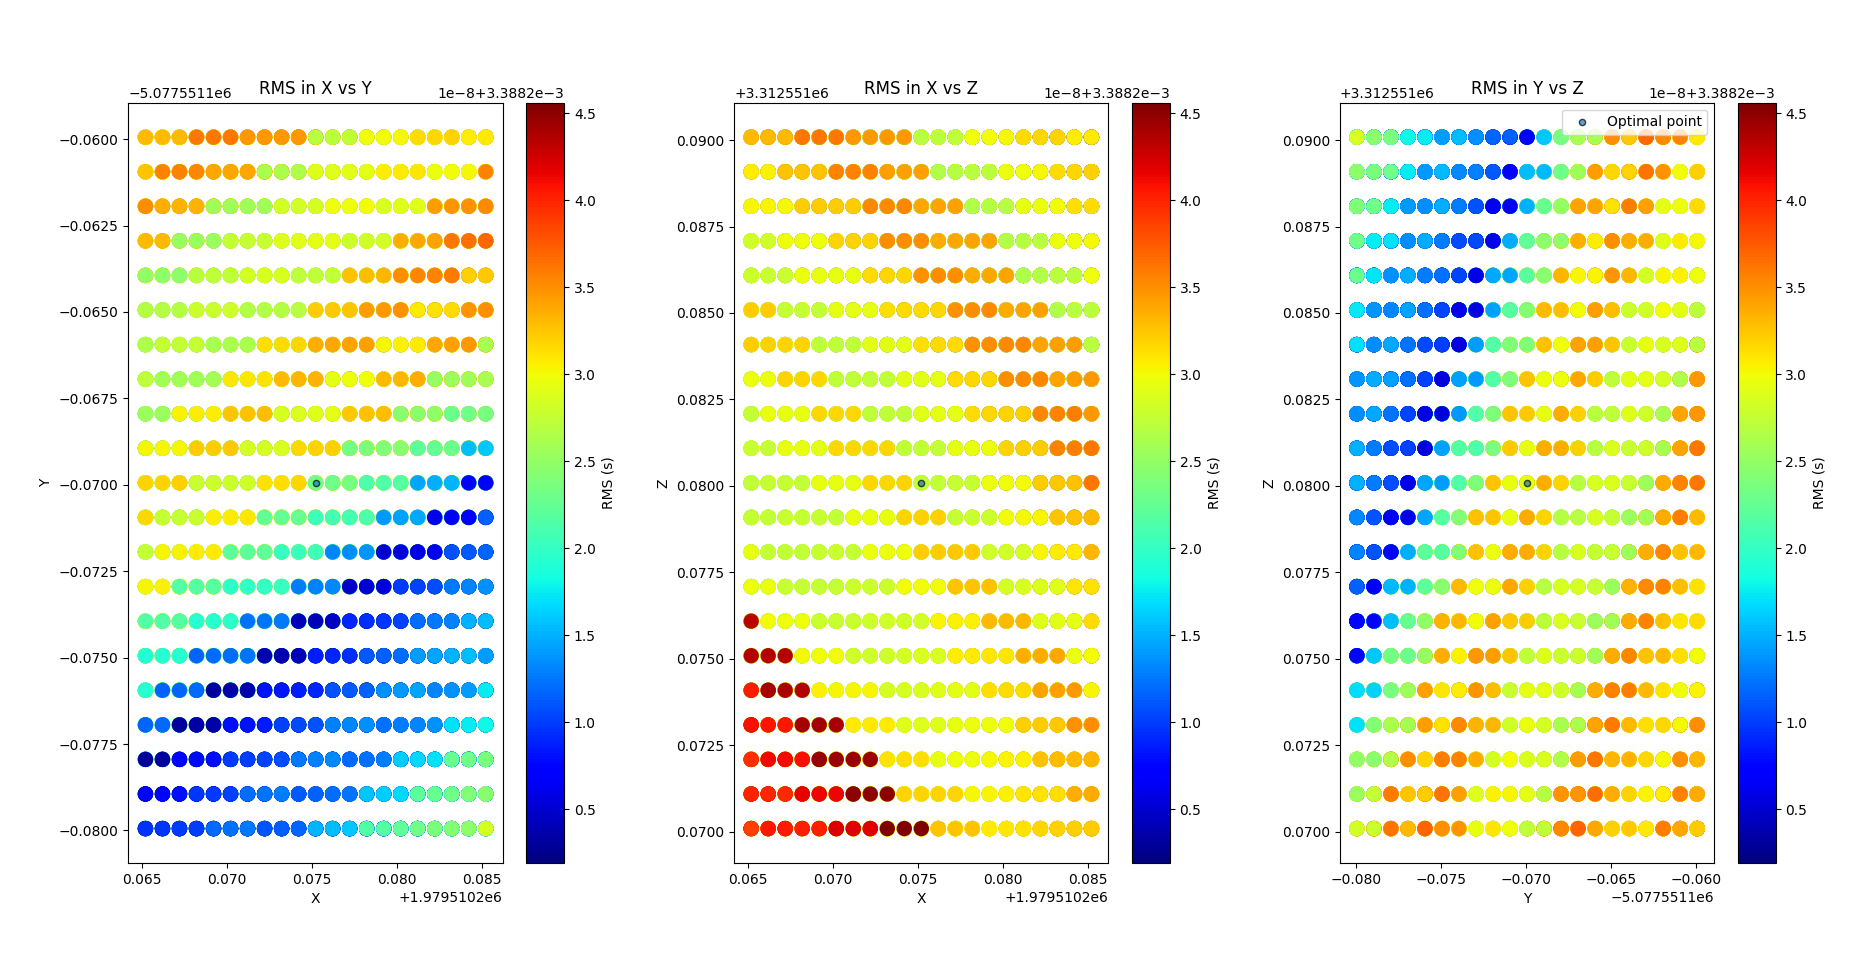 RMS in X vs Y
−5.0775511e6
1e-8+3.3882e−3
−0.0600
−0.0625
−0.0650
−0.0675
−0.0700
−0.0725
−0.0750
−0.0775
−0.0800
Y
0.065 0.070 0.075 0.080 0.085
X
+1.9795102e6
4.5
4.0
3.5
3.0
2.5
2.0
1.5
1.0
0.5
RMS (s)
RMS in X vs Z
+3.312551e6
1e-8+3.3882e−3
0.0900
0.0875
0.0850
0.0825
0.0800
0.0775
0.0750
0.0725
0.0700
Z
0.065 0.070 0.075 0.080 0.085
X
+1.9795102e6
4.5
4.0
3.5
3.0
2.5
2.0
1.5
1.0
0.5
RMS (s)
RMS in Y vs Z
+3.312551e6
1e-8+3.3882e−3
Optimal point
0.0900
0.0875
0.0850
0.0825
0.0800
0.0775
0.0750
0.0725
0.0700
Z
−0.080 −0.075 −0.070 −0.065 −0.060
Y
−5.0775511e6
4.5
4.0
3.5
3.0
2.5
2.0
1.5
1.0
0.5
RMS (s)